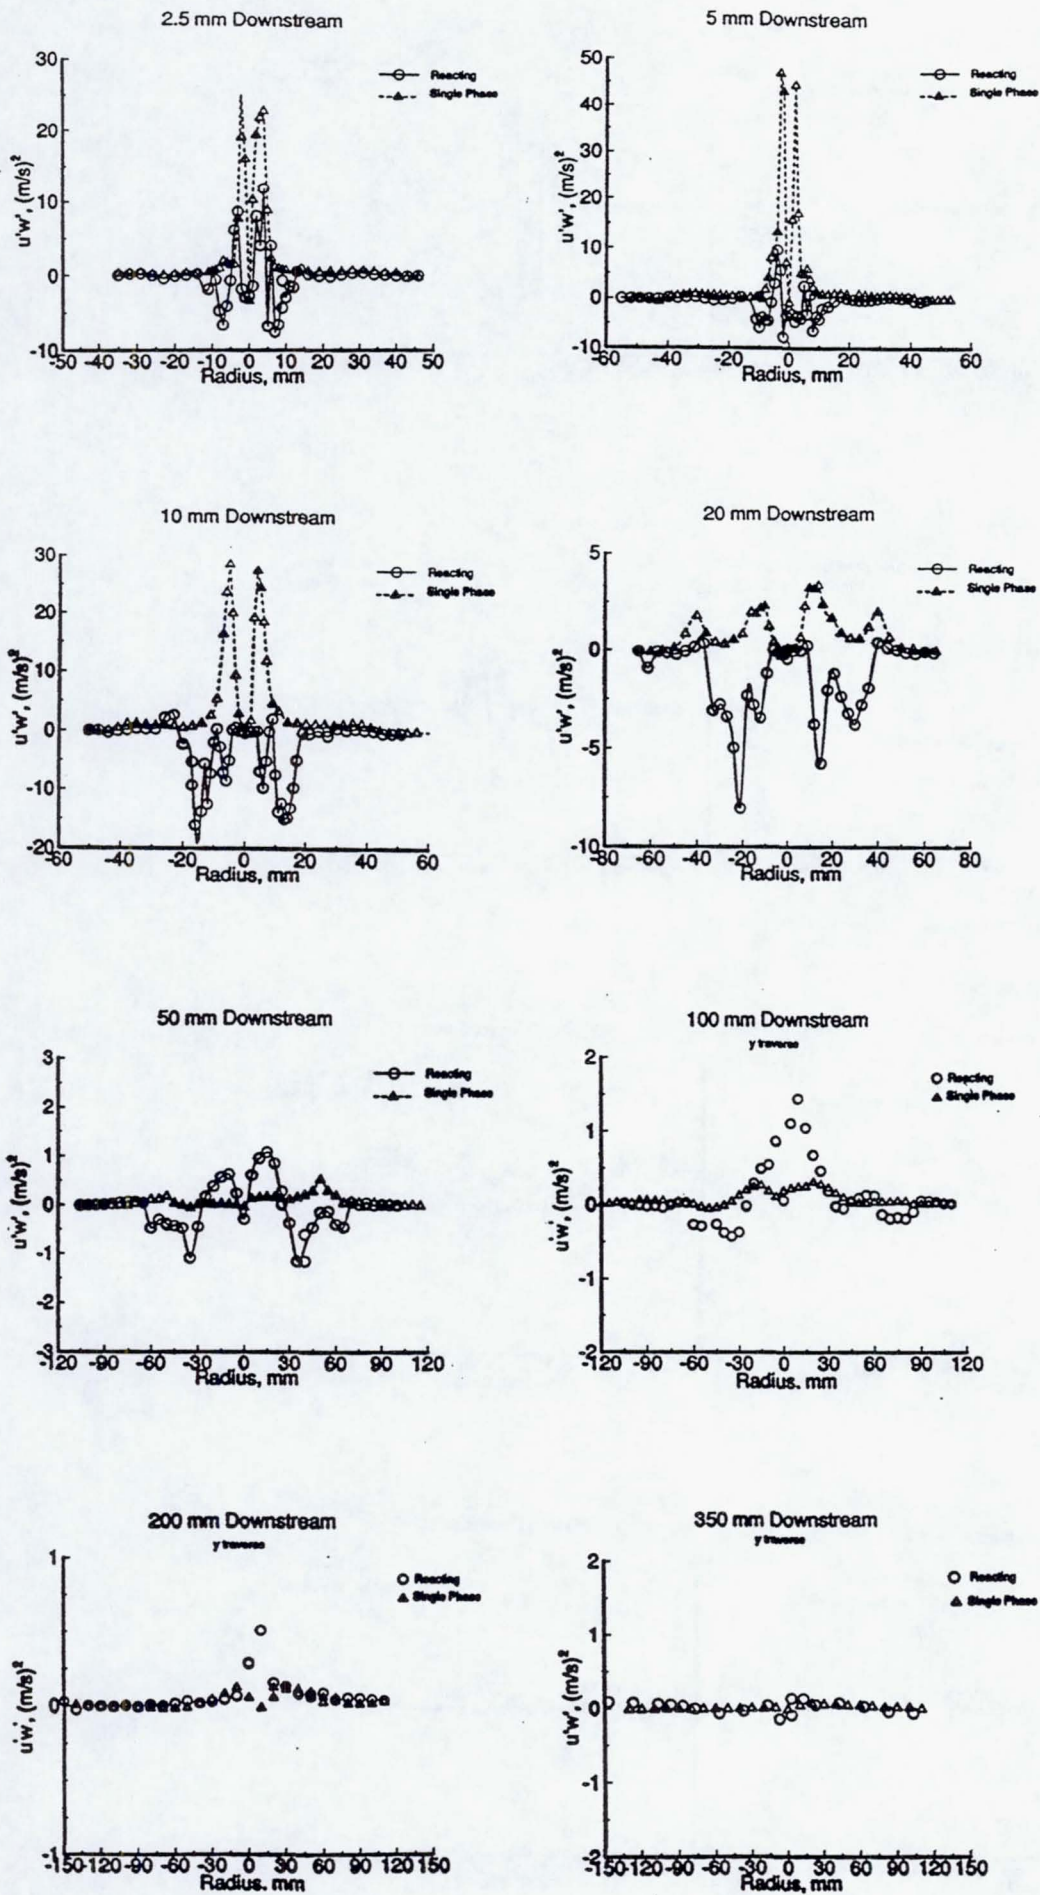 2.5 mm Downstream
30
20
10
0
-10
u'w', (m/s)2
-50 -40 -30 -20 -10 0 10 20 30 40 50
Radius, mm
Reacting
Single Phase
5 mm Downstream
50
40
30
20
10
0
-10
u'w', (m/s)2
-60 -40 -20 0 20 40 60
Radius, mm
Reacting
Single Phase
10 mm Downstream
30
20
10
0
-10
-20
u'w', (m/s)2
-60 -40 -20 0 20 40 60
Radius, mm
Reacting
Single Phase
20 mm Downstream
5
0
-5
-10
u'w', (m/s)2
-80 -60 -40 -20 0 20 40 60 80
Radius, mm
Reacting
Single Phase
50 mm Downstream
3
2
1
0
-1
-2
-3
u'w', (m/s)2
-120 -90 -60 -30 0 30 60 90 120
Radius, mm
Reacting
Single Phase
100 mm Downstream
y traverse
2
1
0
-1
-2
u'w', (m/s)2
-120 -90 -60 -30 0 30 60 90 120
Radius. mm
Reacting
Single Phase
200 mm Downstream
y traverse
1
0
-1
u'w', (m/s)2
-150-120-90 -60 -30 0 30 60 90 120 150
Radius. mm
Reacting
Single Phase
350 mm Downstream
y traverse
2
1
0
-1
-2
u'w', (m/s)2
-150-120-90 -60 -30 0 30 60 90 120 150
Radius, mm
Reacting
Single Phase